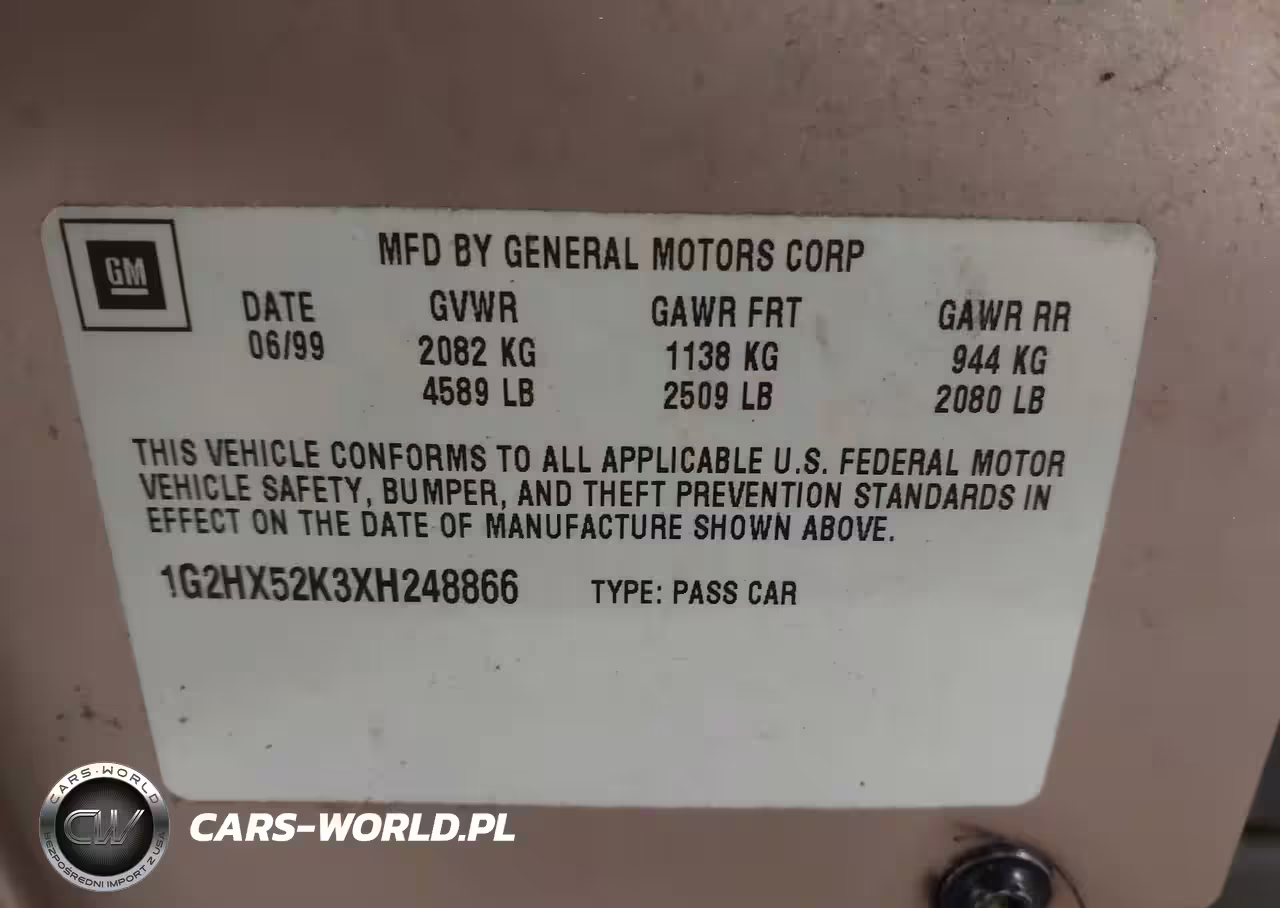 GM
MFD BY GENERAL MOTORS CORP
DATE GVWR GAWR FRT GAWR RR
06/99 2082 KG 1138 KG 944 KG
4589 LB 2509 LB 2080 LB
THIS VEHICLE CONFORMS TO ALL APPLICABLE U.S. FEDERAL MOTOR
VEHICLE SAFETY, BUMPER, AND THEFT PREVENTION STANDARDS IN
EFFECT ON THE DATE OF MANUFACTURE SHOWN ABOVE.
1G2HX52K3XH248866 TYPE: PASS CAR
CARS-WORLD
CW
BEZPOŚREDNI IMPORT Z USA
CARS-WORLD.PL